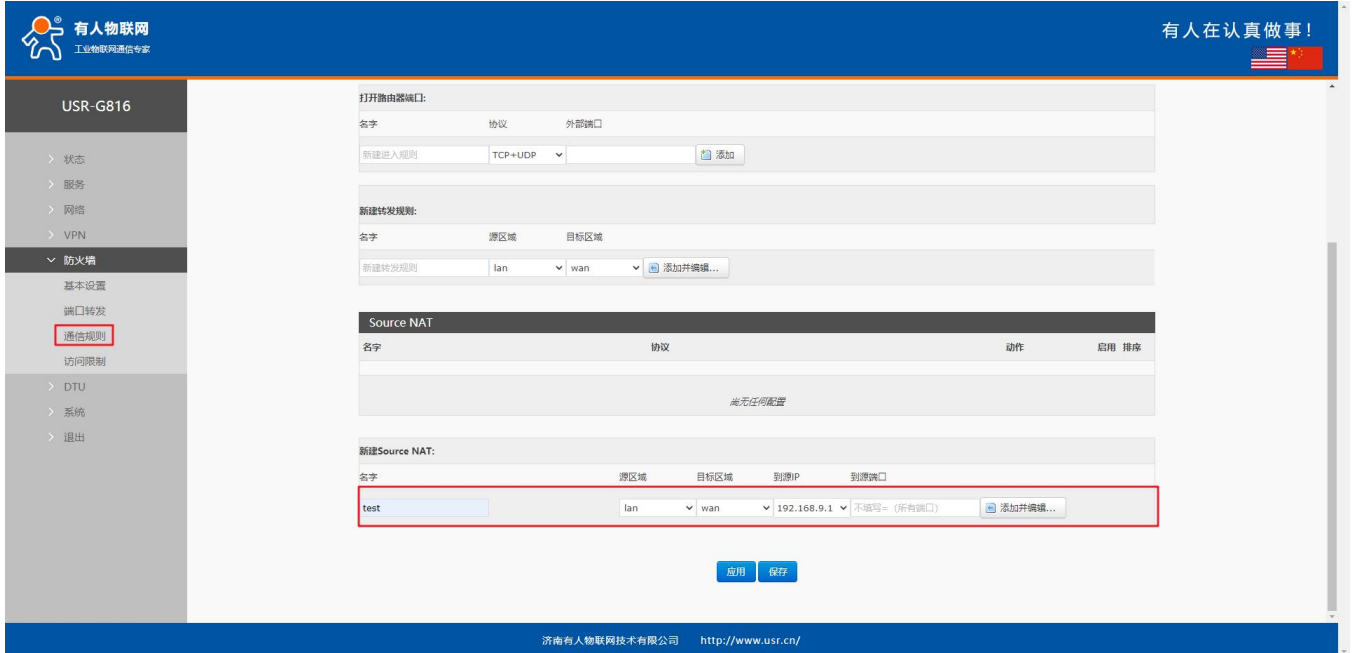 有人物联网
工业物联网通信专家
有人在认真做事!
USR-G816
状态
服务
网络
VPN
防火墙
基本设置
端口转发
通信规则
访问限制
DTU
系统
退出
打开路由器端口:
名字 协议 外部端口
新建进入规则 TCP+UDP 添加
新建转发规则:
名字 源区域 目标区域
新建转发规则 lan wan 添加并编辑...
Source NAT
名字 协议 动作 启用 排序
尚无任何配置
新建Source NAT:
名字 源区域 目标区域 到源IP 到源端口
test lan wan 192.168.9.1 不填写= (所有端口) 添加并编辑...
应用 保存
济南有人物联网技术有限公司 http://www.usr.cn/